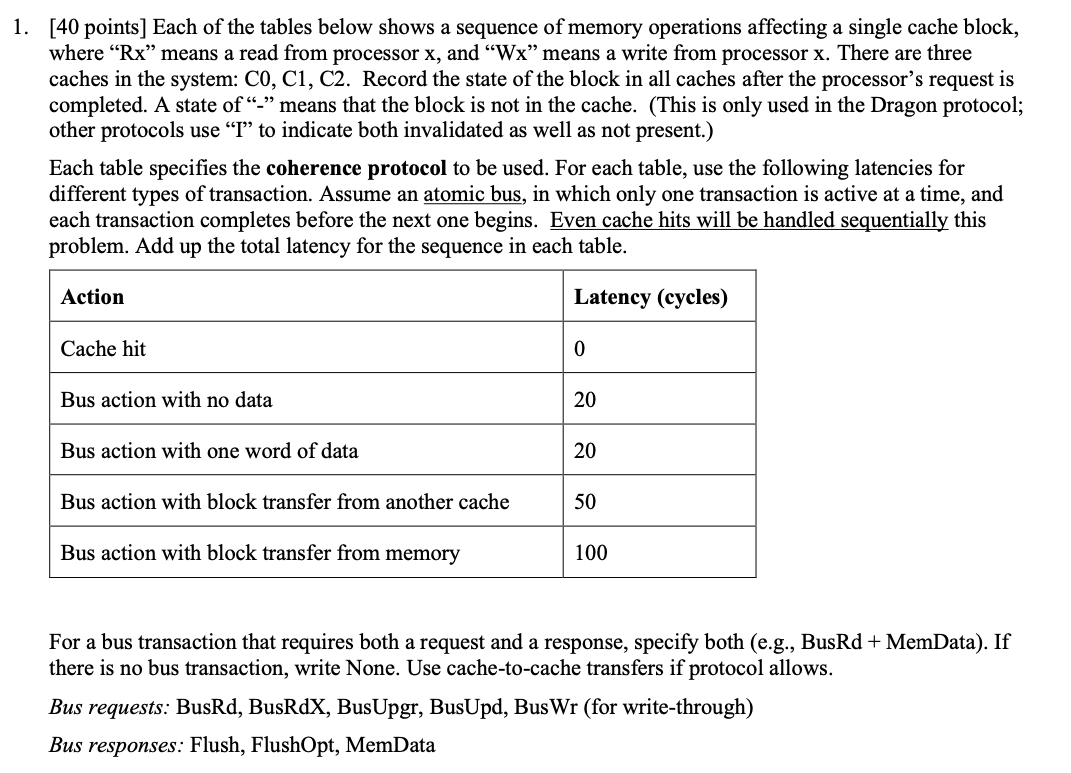 1. [40 points] Each of the tables below shows a sequence of memory operations affecting a single cache block,
where “Rx” means a read from processor x, and “Wx” means a write from processor x. There are three
caches in the system: C0, C1, C2. Record the state of the block in all caches after the processor’s request is
completed. A state of “-” means that the block is not in the cache. (This is only used in the Dragon protocol;
other protocols use “I” to indicate both invalidated as well as not present.)
Each table specifies the coherence protocol to be used. For each table, use the following latencies for
different types of transaction. Assume an atomic bus, in which only one transaction is active at a time, and
each transaction completes before the next one begins. Even cache hits will be handled sequentially this
problem. Add up the total latency for the sequence in each table.
Action Latency (cycles)
Cache hit 0
Bus action with no data 20
Bus action with one word of data 20
Bus action with block transfer from another cache 50
Bus action with block transfer from memory 100
For a bus transaction that requires both a request and a response, specify both (e.g., BusRd + MemData). If
there is no bus transaction, write None. Use cache-to-cache transfers if protocol allows.
Bus requests: BusRd, BusRdX, BusUpgr, BusUpd, BusWr (for write-through)
Bus responses: Flush, FlushOpt, MemData